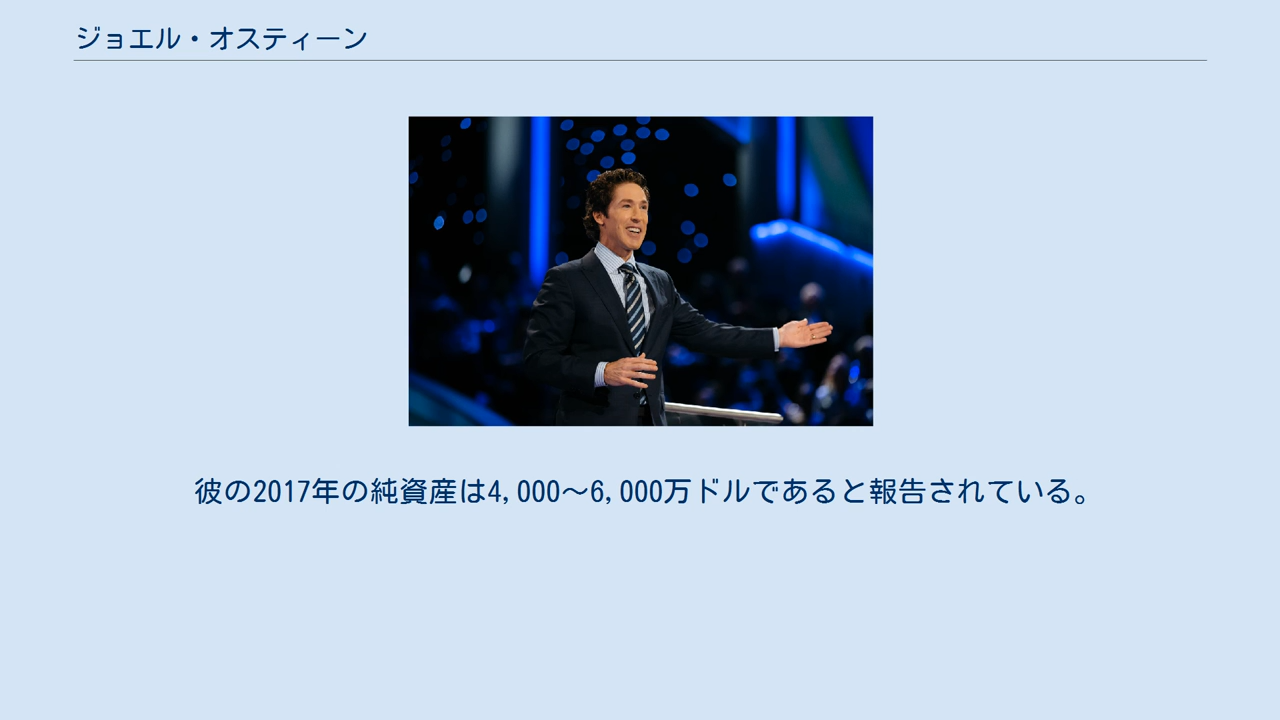 ジョエル・オスティーン
彼の2017年の純資産は4,000～6,000万ドルであると報告されている。